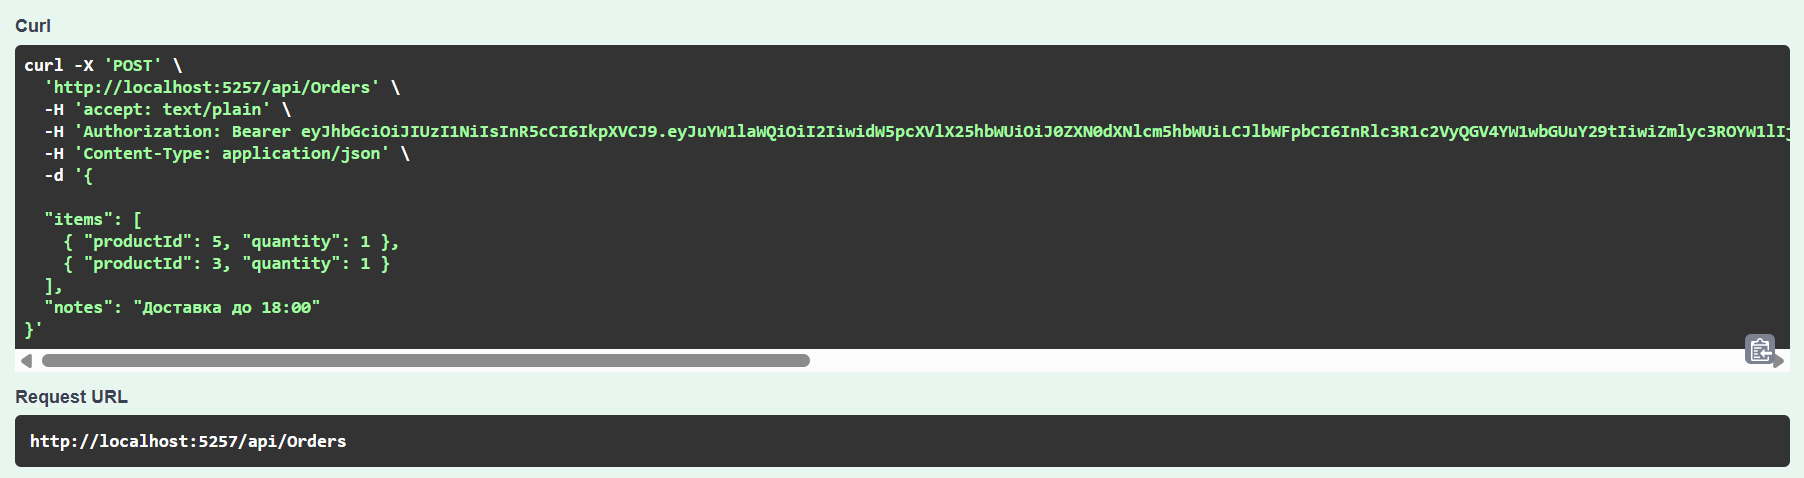 Curl
curl -X 'POST' \
'http://localhost:5257/api/Orders' \
-H 'accept: text/plain' \
-H 'Authorization: Bearer eyJhbGciOiJIUzI1NiIsInR5cCI6IkpXVCJ9.eyJuYW1laWQiOiI2IiwidW5pcXVlX25hbWUiOiJ0ZXN0dXNlcm5hbWUiLCJlbWFpbCI6InRlc3R1c2VyQGV4YW1wbGUuY29tIiwiZmlyc3ROYW1lIj
-H 'Content-Type: application/json' \
-d '{
"items": [
{ "productId": 5, "quantity": 1 },
{ "productId": 3, "quantity": 1 }
],
"notes": "Доставка до 18:00"
}'
Request URL
http://localhost:5257/api/Orders